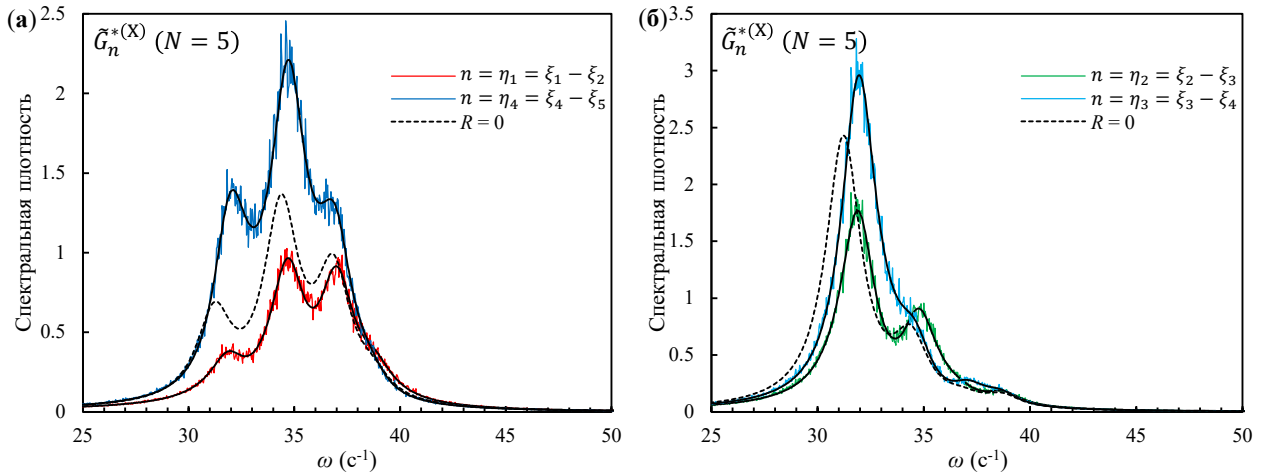 (а)
G̃ₙ*⁽ˣ⁾ (N = 5)
n = η₁ = ξ₁ − ξ₂
n = η₄ = ξ₄ − ξ₅
R = 0
Спектральная плотность
2.5
2
1.5
1
0.5
0
25 30 35 40 45 50
ω (с⁻¹)
(б)
G̃ₙ*⁽ˣ⁾ (N = 5)
n = η₂ = ξ₂ − ξ₃
n = η₃ = ξ₃ − ξ₄
R = 0
Спектральная плотность
3.5
3
2.5
2
1.5
1
0.5
0
25 30 35 40 45 50
ω (с⁻¹)